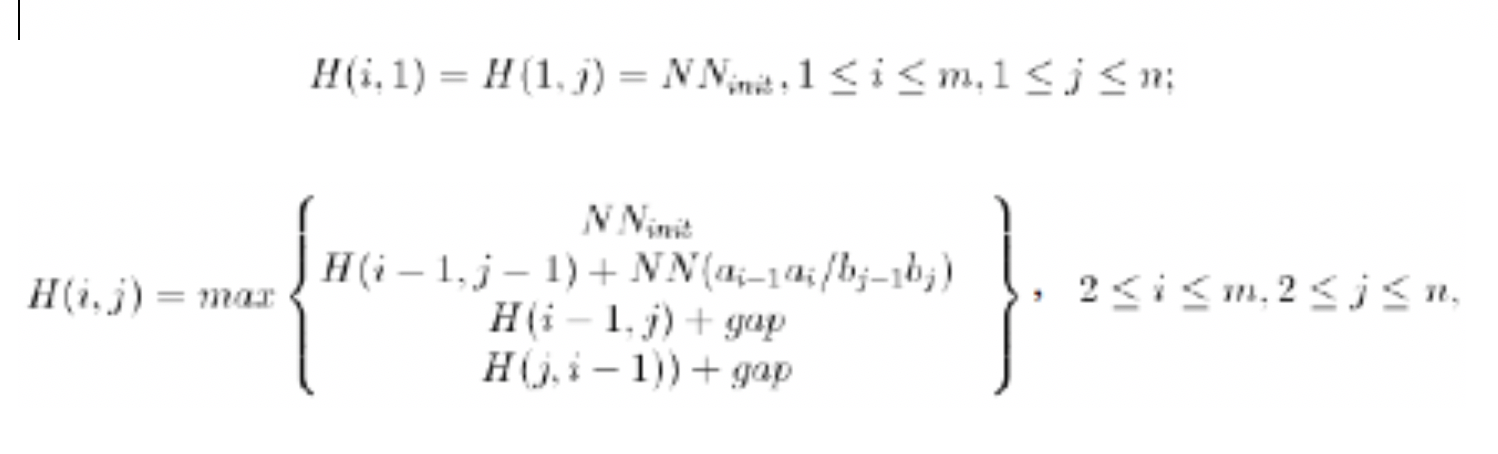 H(i, 1) = H(1, j) = NN_{init}, 1 ≤ i ≤ m, 1 ≤ j ≤ n;
NN_{init}
H(i − 1, j − 1) + NN(a_{i−1}a_i/b_{j−1}b_j)
H(i, j) = max { } , 2 ≤ i ≤ m, 2 ≤ j ≤ n,
H(i − 1, j) + gap
H(j, i − 1)) + gap